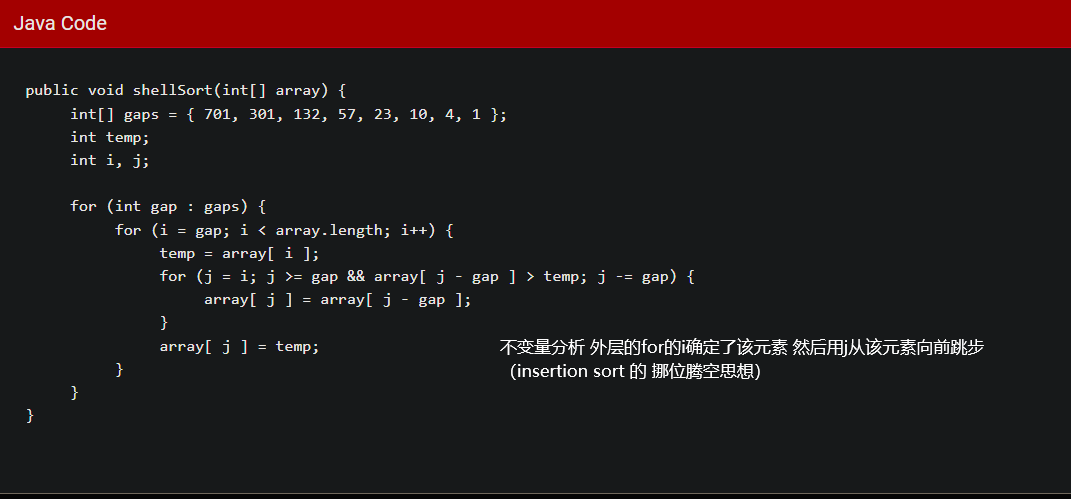 Java Code
public void shellSort(int[] array) {
int[] gaps = { 701, 301, 132, 57, 23, 10, 4, 1 };
int temp;
int i, j;
for (int gap : gaps) {
for (i = gap; i < array.length; i++) {
temp = array[ i ];
for (j = i; j >= gap && array[ j - gap ] > temp; j -= gap) {
array[ j ] = array[ j - gap ];
}
array[ j ] = temp;
不变量分析 外层的for的i确定了该元素 然后用j从该元素向前跳步
}
（insertion sort 的 挪位腾空思想）
}
}